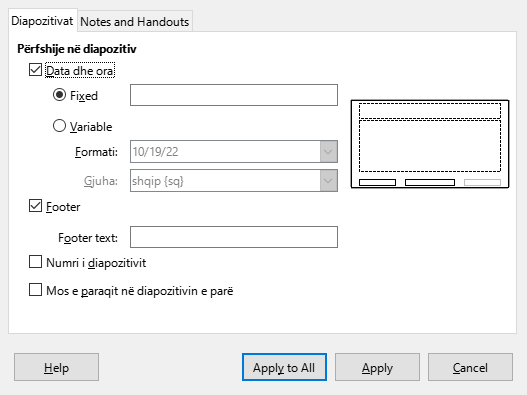 Diapozitivat Notes and Handouts
Përfshije në diapozitiv
Data dhe ora
Fixed
Variable
Formati: 10/19/22
Gjuha: shqip {sq}
Footer
Footer text:
Numri i diapozitivit
Mos e paraqit në diapozitivin e parë
Help Apply to All Apply Cancel